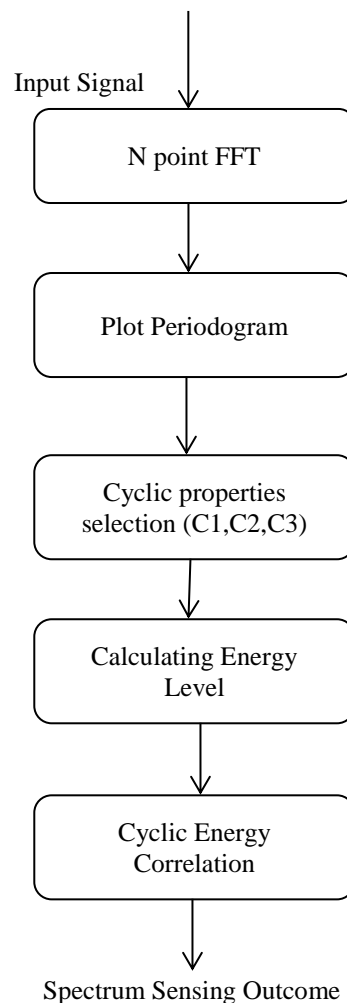 Input Signal
N point FFT
Plot Periodogram
Cyclic properties
selection (C1,C2,C3)
Calculating Energy
Level
Cyclic Energy
Correlation
Spectrum Sensing Outcome